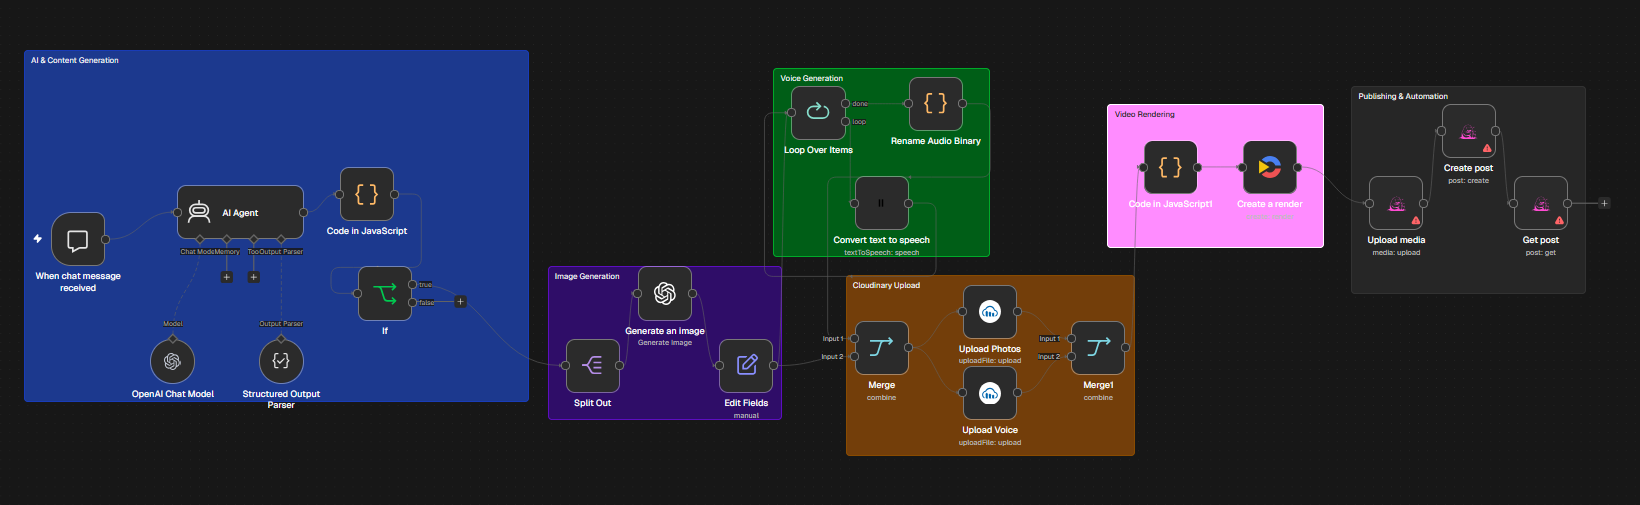 AI & Content Generation
When chat message
received
AI Agent
Chat Model
Memory
Too
Output Parser
Code in JavaScript
If
true
false
Model
OpenAI Chat Model
Output Parser
Structured Output
Parser
Image Generation
Split Out
Generate an image
Generate Image
Edit Fields
manual
Voice Generation
Loop Over Items
done
loop
Rename Audio Binary
Convert text to speech
textToSpeech: speech
Cloudinary Upload
Input 1
Input 2
Merge
combine
Upload Photos
uploadFile: upload
Upload Voice
uploadFile: upload
Input 1
Input 2
Merge1
combine
Video Rendering
Code in JavaScript1
Create a render
Publishing & Automation
Upload media
media: upload
Create post
post: create
Get post
post: get